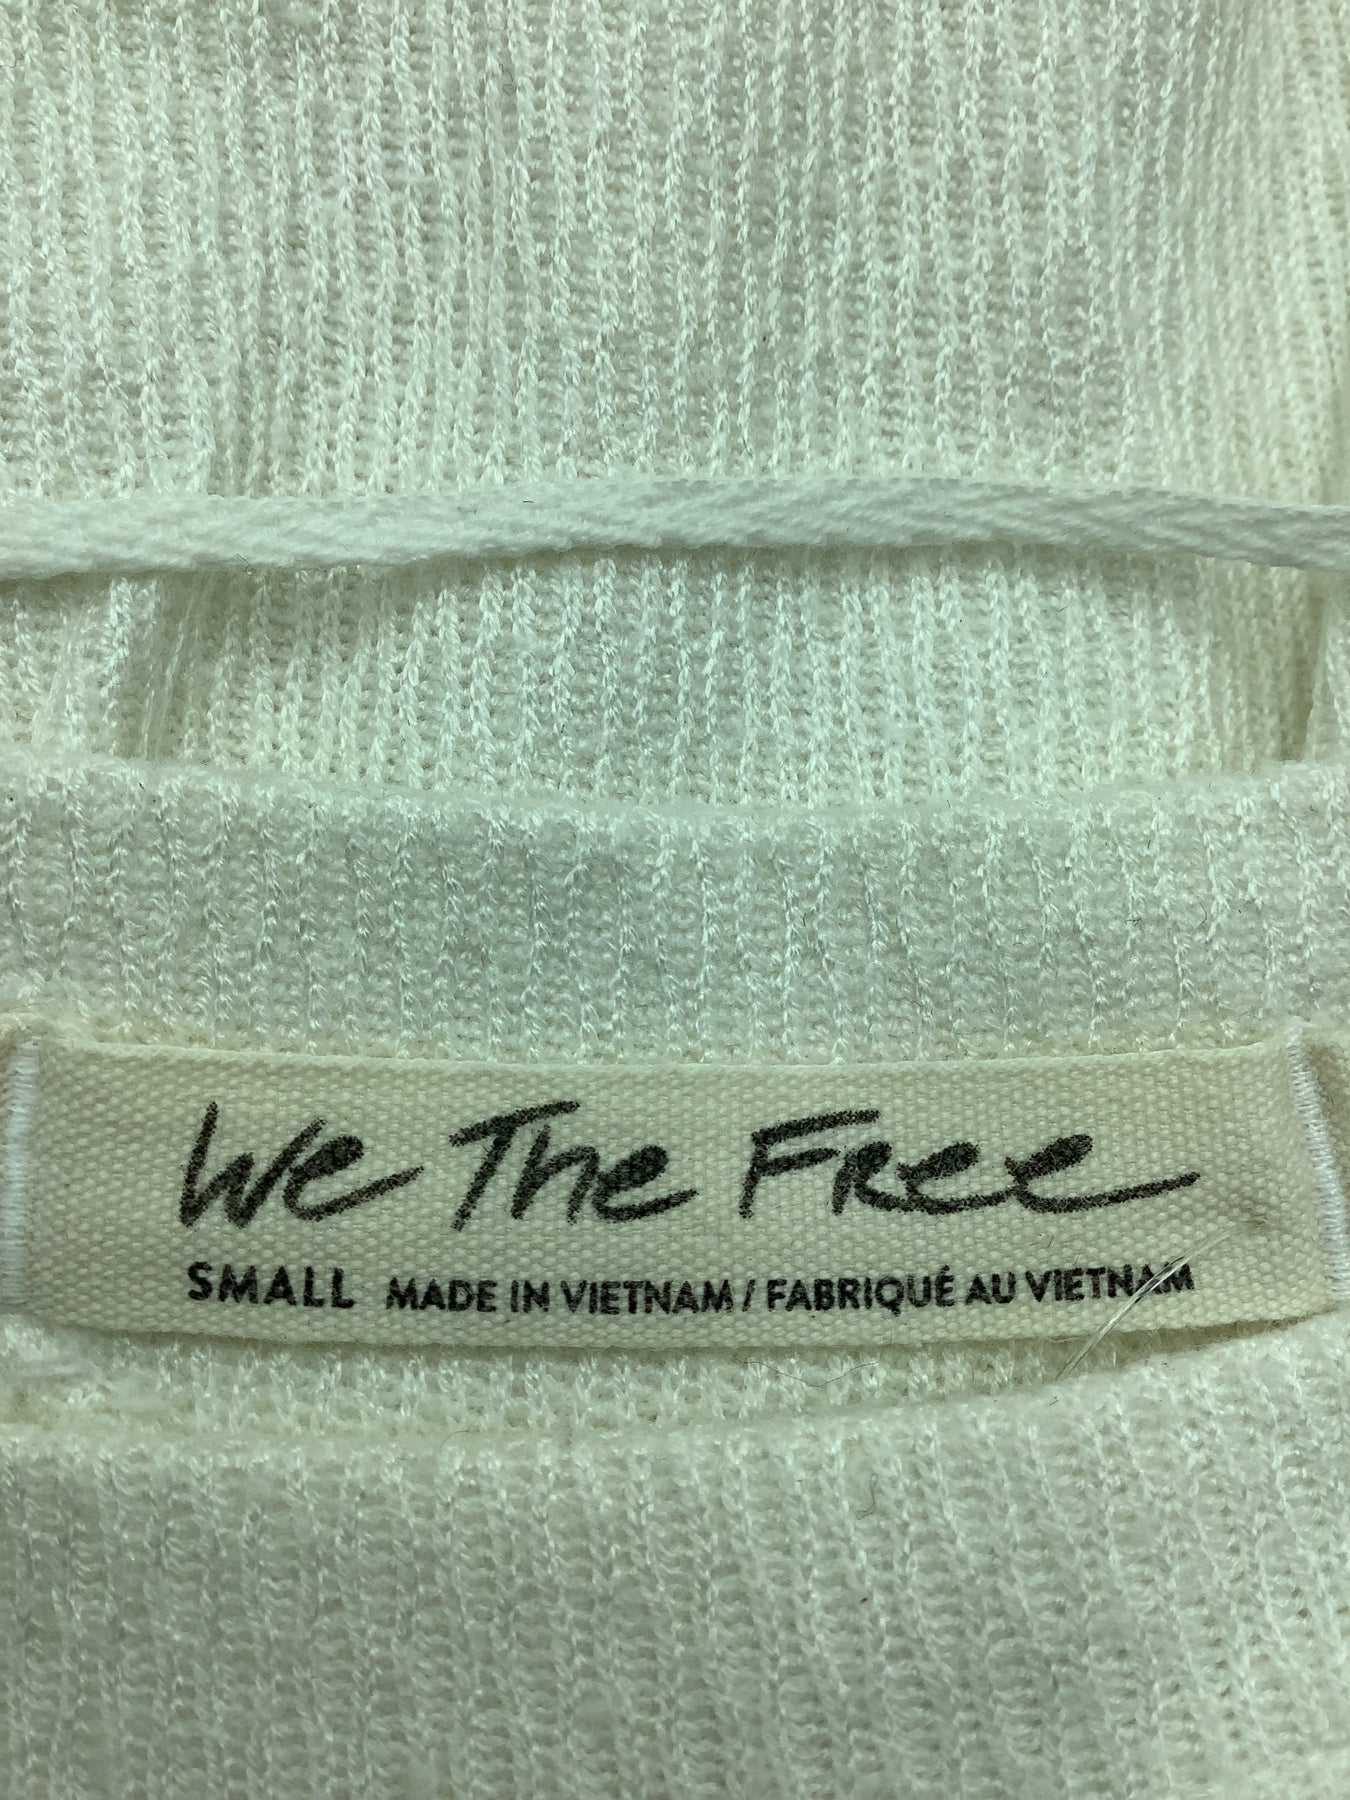 We The Free
SMALL MADE IN VIETNAM / FABRIQUÉ AU VIETNAM